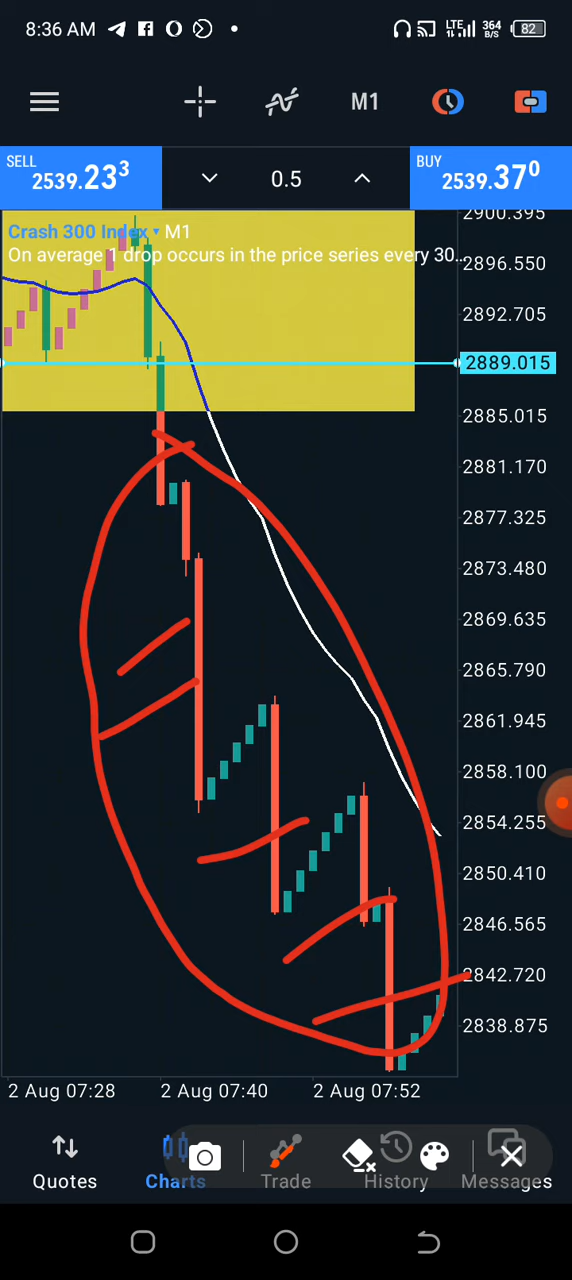 8:36 AM
LTE 364 B/S 82
M1
SELL
2539.23³
0.5
BUY
2539.37⁰
Crash 300 Index M1
On average 1 drop occurs in the price series every 30...
2900.395
2896.550
2892.705
2889.015
2885.015
2881.170
2877.325
2873.480
2869.635
2865.790
2861.945
2858.100
2854.255
2850.410
2846.565
2842.720
2838.875
2 Aug 07:28 2 Aug 07:40 2 Aug 07:52
Quotes Charts Trade History Messages